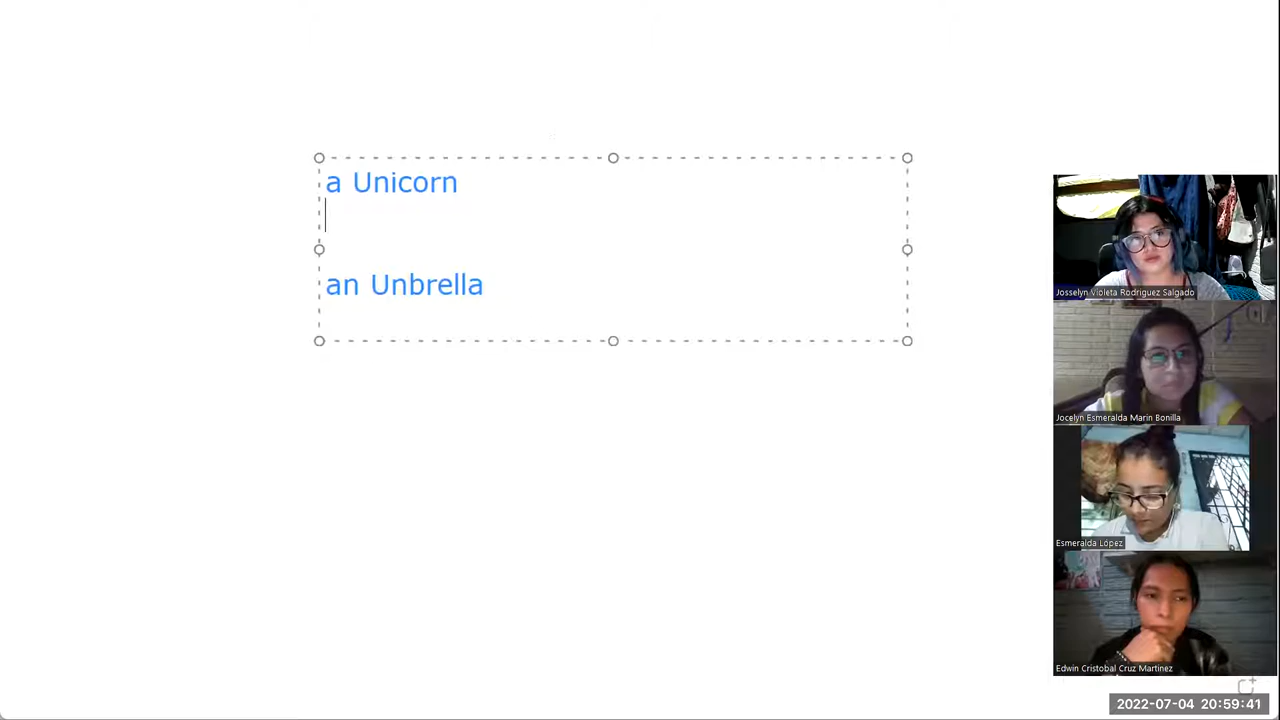 a Unicorn
an Unbrella
Josselyn Violeta Rodriguez Salgado
Jocelyn Esmeralda Marin Bonilla
Esmeralda López
Edwin Cristobal Cruz Martinez
2022-07-04 20:59:41